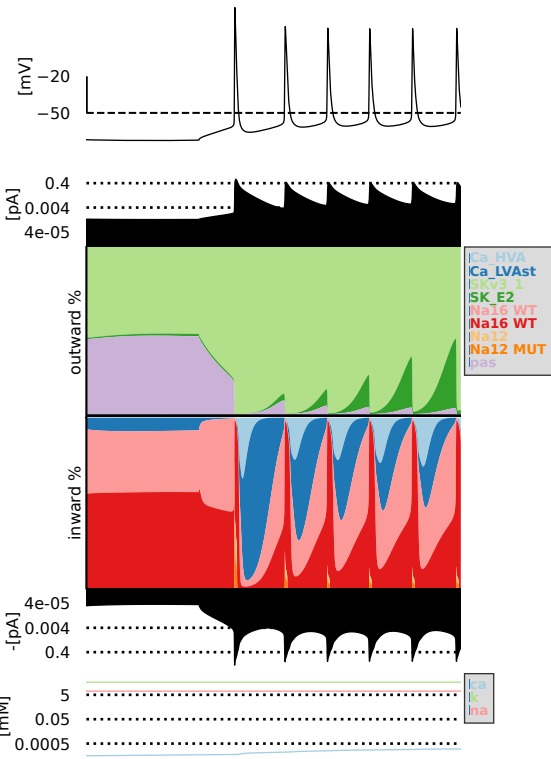 [mV]
−20
−50
[pA]
0.4
0.004
4e-05
outward %
Ca_HVA
Ca_LVAst
SKv3_1
SK_E2
Na16 WT
Na16 WT
Na12
Na12 MUT
pas
inward %
-[pA]
4e-05
0.004
0.4
[mM]
5
0.05
0.0005
ca
k
na